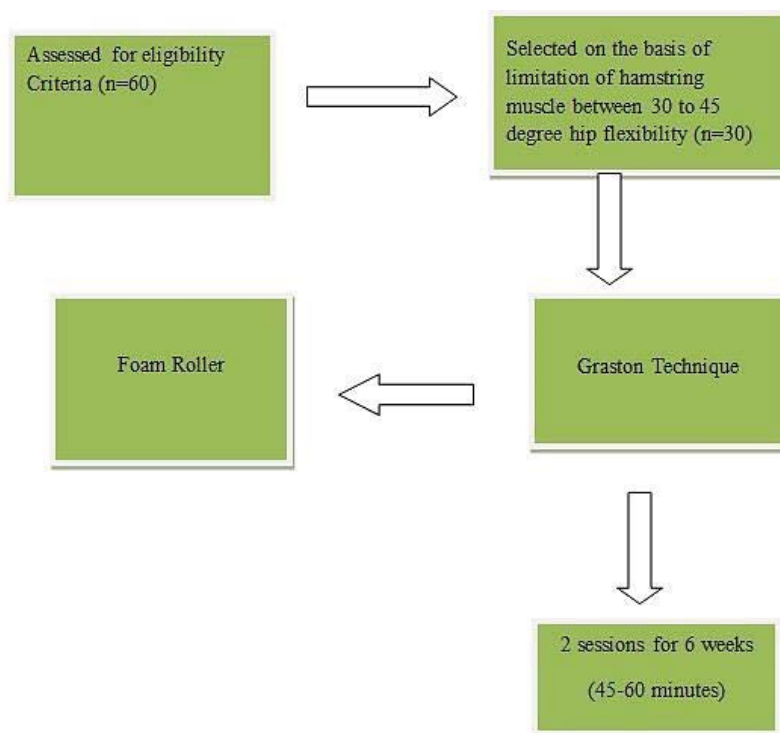 Assessed for eligibility
Criteria (n=60)
Selected on the basis of
limitation of hamstring
muscle between 30 to 45
degree hip flexibility (n=30)
Foam Roller
Graston Technique
2 sessions for 6 weeks
(45-60 minutes)